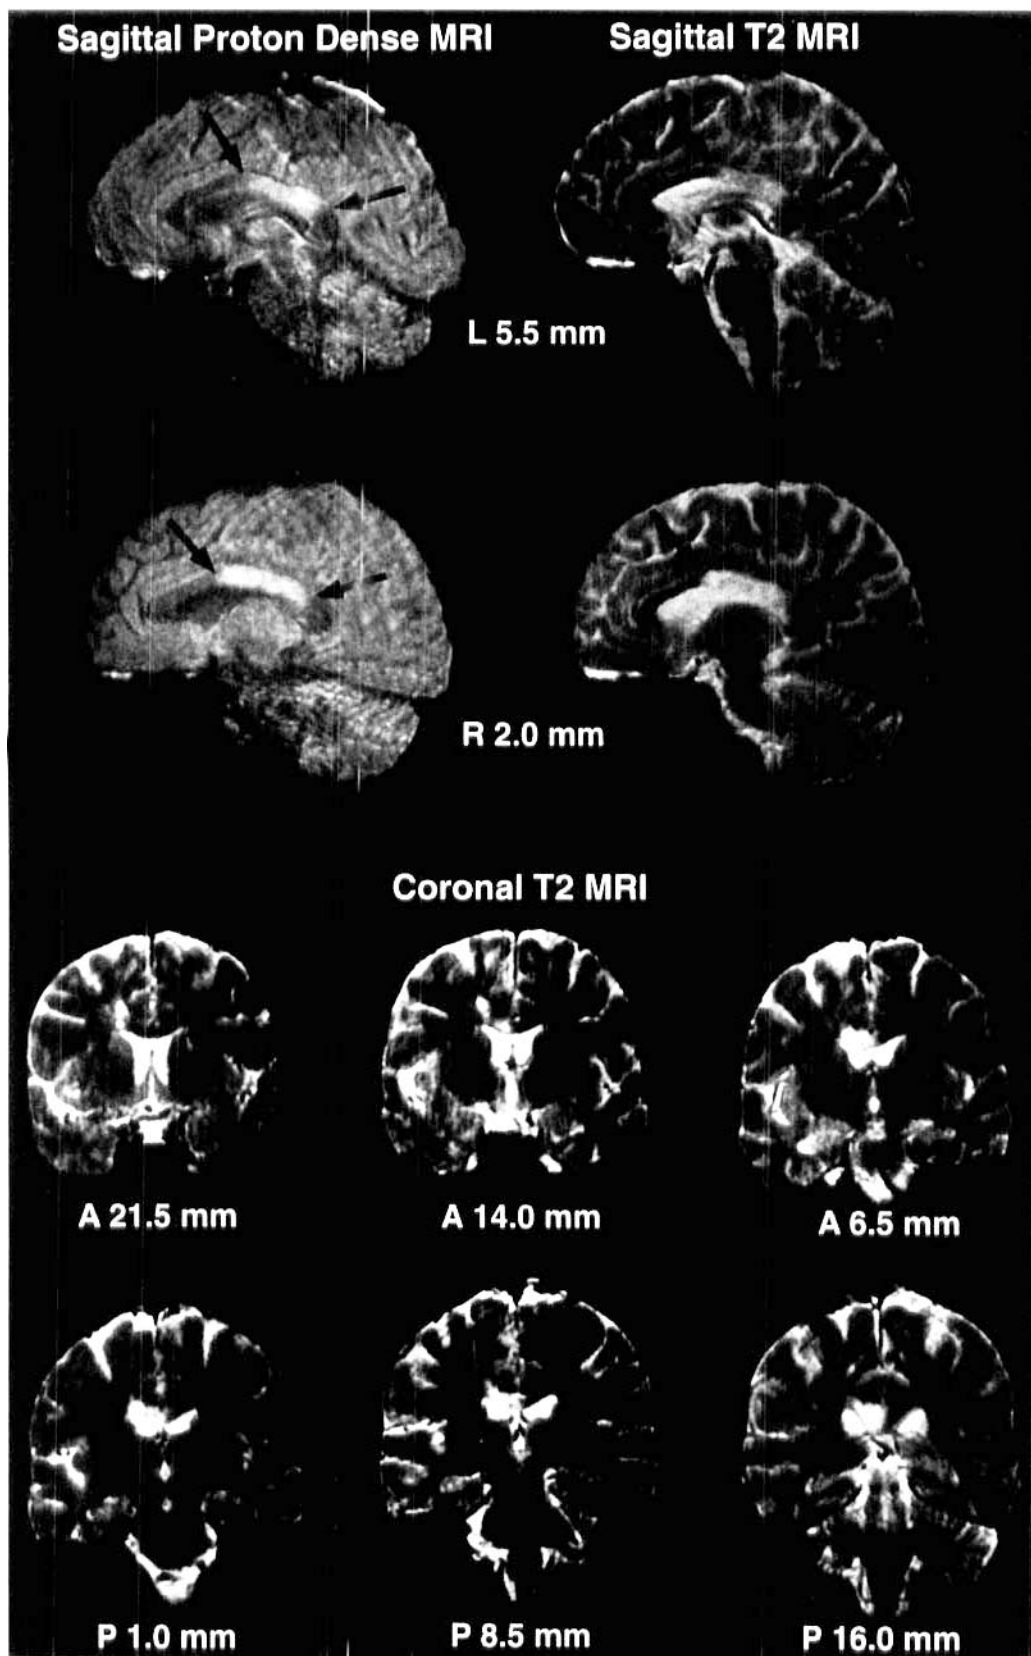 Sagittal Proton Dense MRI
Sagittal T2 MRI
L 5.5 mm
R 2.0 mm
Coronal T2 MRI
A 21.5 mm
A 14.0 mm
A 6.5 mm
P 1.0 mm
P 8.5 mm
P 16.0 mm